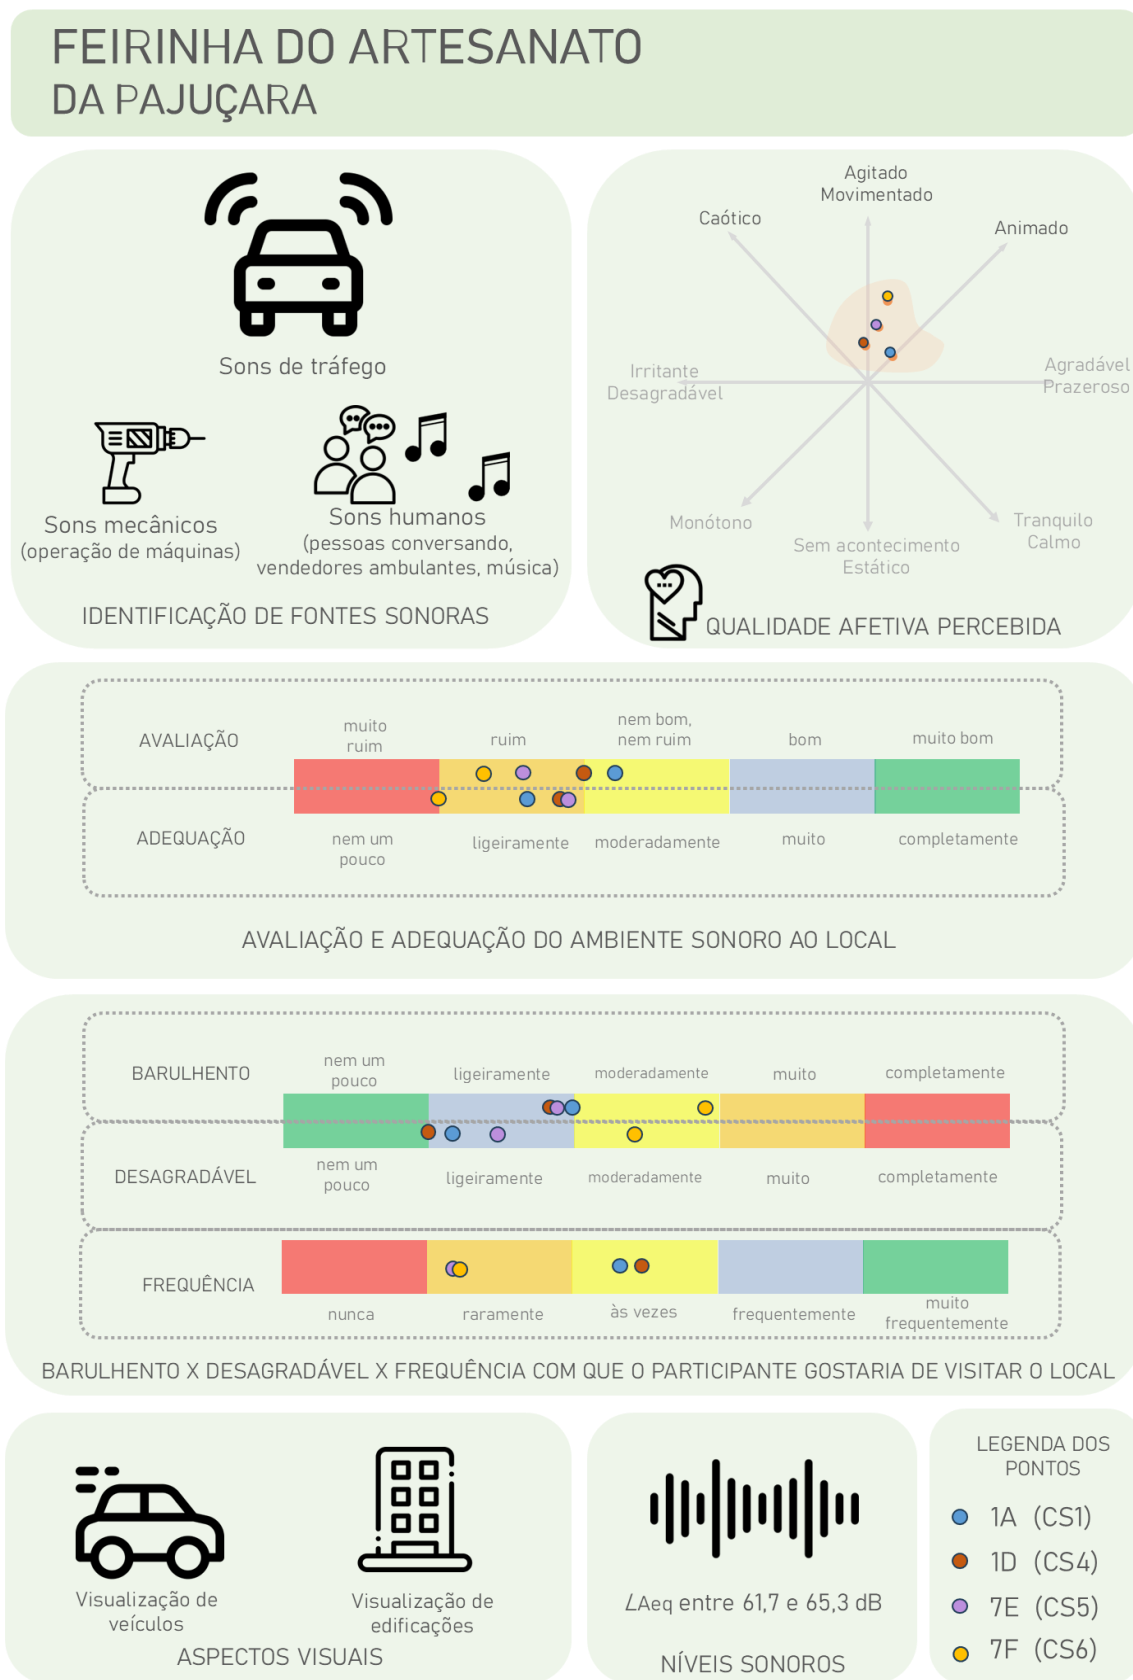 FEIRINHA DO ARTESANATO
DA PAJUÇARA
Sons de tráfego
Sons mecânicos
(operação de máquinas)
Sons humanos
(pessoas conversando,
vendedores ambulantes, música)
IDENTIFICAÇÃO DE FONTES SONORAS
Agitado
Movimentado
Caótico
Animado
Irritante
Desagradável
Agradável
Prazeroso
Monótono
Sem acontecimento
Estático
Tranquilo
Calmo
QUALIDADE AFETIVA PERCEBIDA
AVALIAÇÃO
muito
ruim
ruim
nem bom,
nem ruim
bom
muito bom
ADEQUAÇÃO
nem um
pouco
ligeiramente
moderadamente
muito
completamente
AVALIAÇÃO E ADEQUAÇÃO DO AMBIENTE SONORO AO LOCAL
BARULHENTO
nem um
pouco
ligeiramente
moderadamente
muito
completamente
DESAGRADÁVEL
nem um
pouco
ligeiramente
moderadamente
muito
completamente
FREQUÊNCIA
nunca
raramente
às vezes
frequentemente
muito
frequentemente
BARULHENTO X DESAGRADÁVEL X FREQUÊNCIA COM QUE O PARTICIPANTE GOSTARIA DE VISITAR O LOCAL
Visualização de
veículos
Visualização de
edificações
ASPECTOS VISUAIS
LAeq entre 61,7 e 65,3 dB
NÍVEIS SONOROS
LEGENDA DOS
PONTOS
1A (CS1)
1D (CS4)
7E (CS5)
7F (CS6)